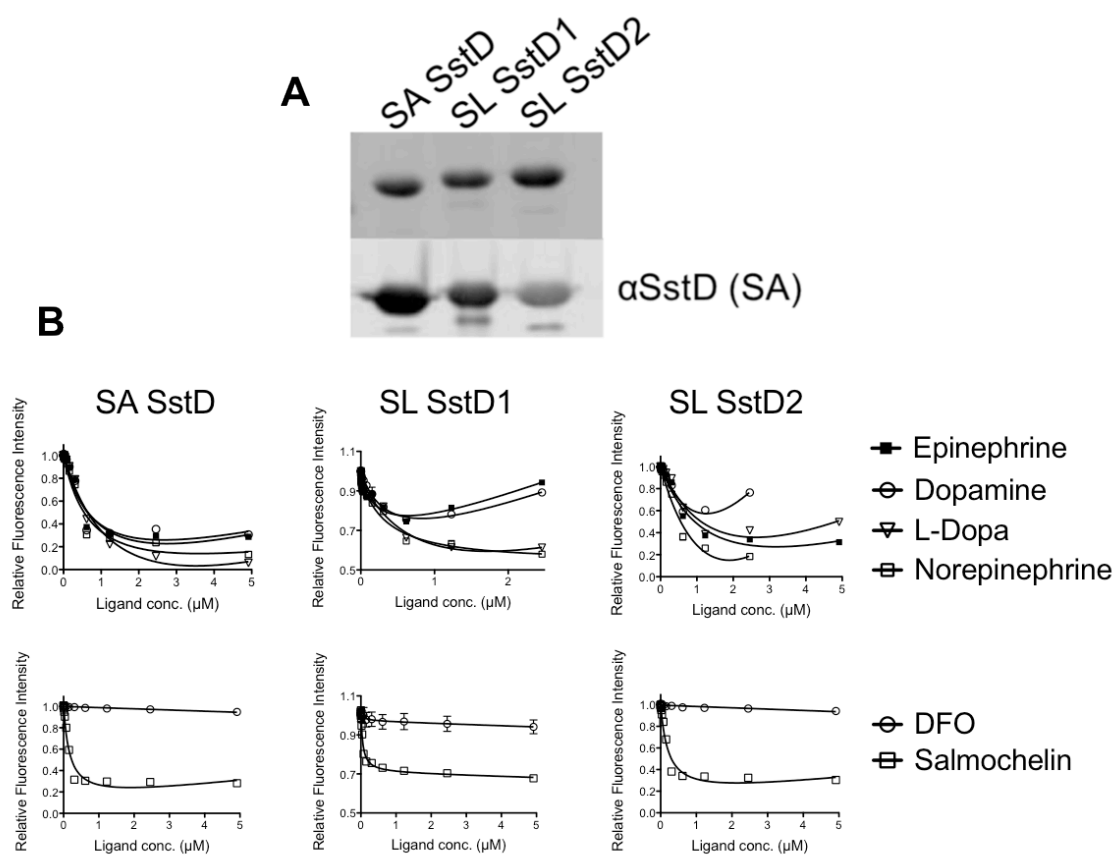 A
SA SstD
SL SstD1
SL SstD2
αSstD (SA)
B
SA SstD
SL SstD1
SL SstD2
Relative Fluorescence Intensity
1.0
0.8
0.6
0.4
0.2
0.0
0 1 2 3 4 5
Ligand conc. (µM)
Relative Fluorescence Intensity
1.1
0.9
0.7
0.5
0 1 2
Ligand conc. (µM)
Relative Fluorescence Intensity
1.0
0.8
0.6
0.4
0.2
0.0
0 1 2 3 4 5
Ligand conc. (µM)
Epinephrine
Dopamine
L-Dopa
Norepinephrine
Relative Fluorescence Intensity
1.0
0.8
0.6
0.4
0.2
0.0
0 1 2 3 4 5
Ligand conc. (µM)
Relative Fluorescence Intensity
1.1
0.9
0.7
0.5
0 1 2 3 4 5
Ligand conc. (µM)
Relative Fluorescence Intensity
1.0
0.8
0.6
0.4
0.2
0.0
0 1 2 3 4 5
Ligand conc. (µM)
DFO
Salmochelin